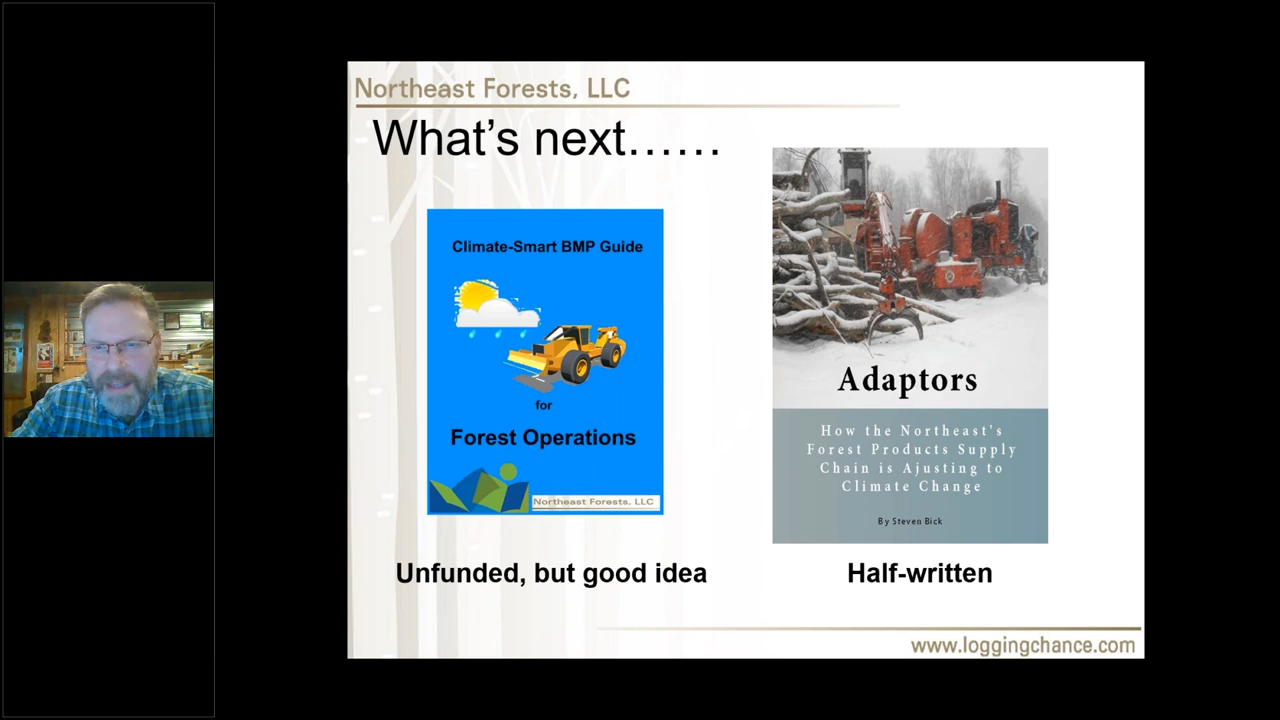 Northeast Forests, LLC
What's next......
Climate-Smart BMP Guide
for
Forest Operations
Northeast Forests, LLC
Unfunded, but good idea
Adaptors
How the Northeast's
Forest Products Supply
Chain is Ajusting to
Climate Change
By Steven Bick
Half-written
www.loggingchance.com